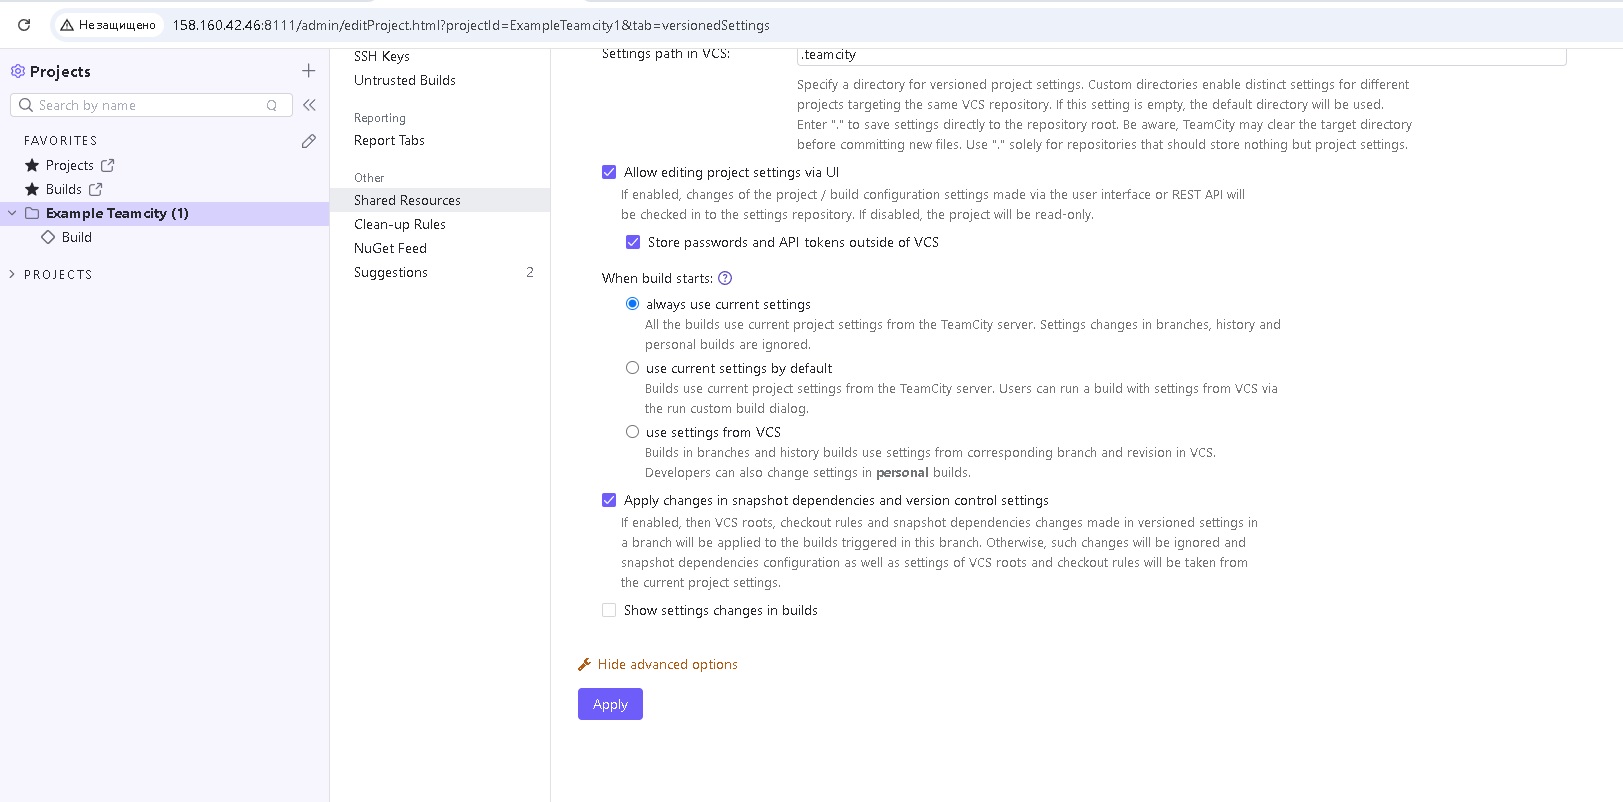 Не защищено 158.160.42.46:8111/admin/editProject.html?projectId=ExampleTeamcity1&tab=versionedSettings
Projects
Search by name Q
FAVORITES
Projects
Builds
Example Teamcity (1)
Build
PROJECTS
SSH Keys
Untrusted Builds
Reporting
Report Tabs
Other
Shared Resources
Clean-up Rules
NuGet Feed
Suggestions 2
Settings path in VCS: .teamcity
Specify a directory for versioned project settings. Custom directories enable distinct settings for different
projects targeting the same VCS repository. If this setting is empty, the default directory will be used.
Enter "." to save settings directly to the repository root. Be aware, TeamCity may clear the target directory
before committing new files. Use "." solely for repositories that should store nothing but project settings.
Allow editing project settings via UI
If enabled, changes of the project / build configuration settings made via the user interface or REST API will
be checked in to the settings repository. If disabled, the project will be read-only.
Store passwords and API tokens outside of VCS
When build starts: ?
always use current settings
All the builds use current project settings from the TeamCity server. Settings changes in branches, history and
personal builds are ignored.
use current settings by default
Builds use current project settings from the TeamCity server. Users can run a build with settings from VCS via
the run custom build dialog.
use settings from VCS
Builds in branches and history builds use settings from corresponding branch and revision in VCS.
Developers can also change settings in personal builds.
Apply changes in snapshot dependencies and version control settings
If enabled, then VCS roots, checkout rules and snapshot dependencies changes made in versioned settings in
a branch will be applied to the builds triggered in this branch. Otherwise, such changes will be ignored and
snapshot dependencies configuration as well as settings of VCS roots and checkout rules will be taken from
the current project settings.
Show settings changes in builds
Hide advanced options
Apply